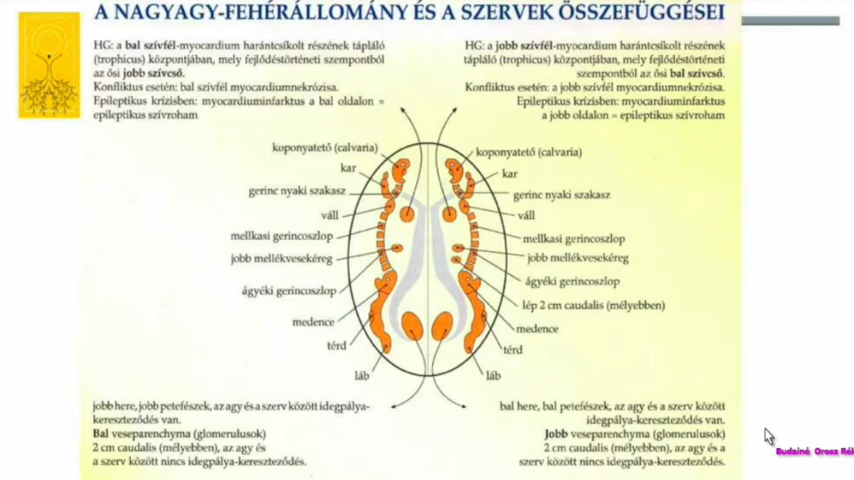 A NAGYAGY-FEHÉRÁLLOMÁNY ÉS A SZERVEK ÖSSZEFÜGGÉSEI
HG: a bal szívfél-myocardium harántcsíkolt részének tápláló
(trophicus) központjában, mely fejlődéstörténeti szempontból
az ősi jobb szívcső.
Konfliktus esetén: bal szívfél myocardiumnekrózisa.
Epileptikus krízisben: myocardiuminfarktus a bal oldalon =
epileptikus szívroham
HG: a jobb szívfél-myocardium harántcsíkolt részének
tápláló (trophicus) központjában, mely fejlődéstörténeti
szempontból az ősi bal szívcső.
Konfliktus esetén: a jobb szívfél myocardiumnekrózisa.
Epileptikus krízisben: myocardiuminfarktus
a jobb oldalon = epileptikus szívroham
koponyatető (calvaria)
kar
gerinc nyaki szakasz
váll
mellkasi gerincoszlop
jobb mellékvesekéreg
ágyéki gerincoszlop
medence
térd
láb
koponyatető (calvaria)
kar
gerinc nyaki szakasz
váll
mellkasi gerincoszlop
jobb mellékvesekéreg
ágyéki gerincoszlop
lép 2 cm caudalis (mélyebben)
medence
térd
láb
jobb here, jobb petefészek, az agy és a szerv között idegpálya-
kereszteződés van.
Bal veseparenchyma (glomerulusok)
2 cm caudalis (mélyebben), az agy és
a szerv között nincs idegpálya-kereszteződés.
bal here, bal petefészek, az agy és a szerv között
idegpálya-kereszteződés van.
Jobb veseparenchyma (glomerulusok)
2 cm caudalis (mélyebben), az agy és a
szerv között nincs idegpálya-kereszteződés.
Budainé Orosz Rék